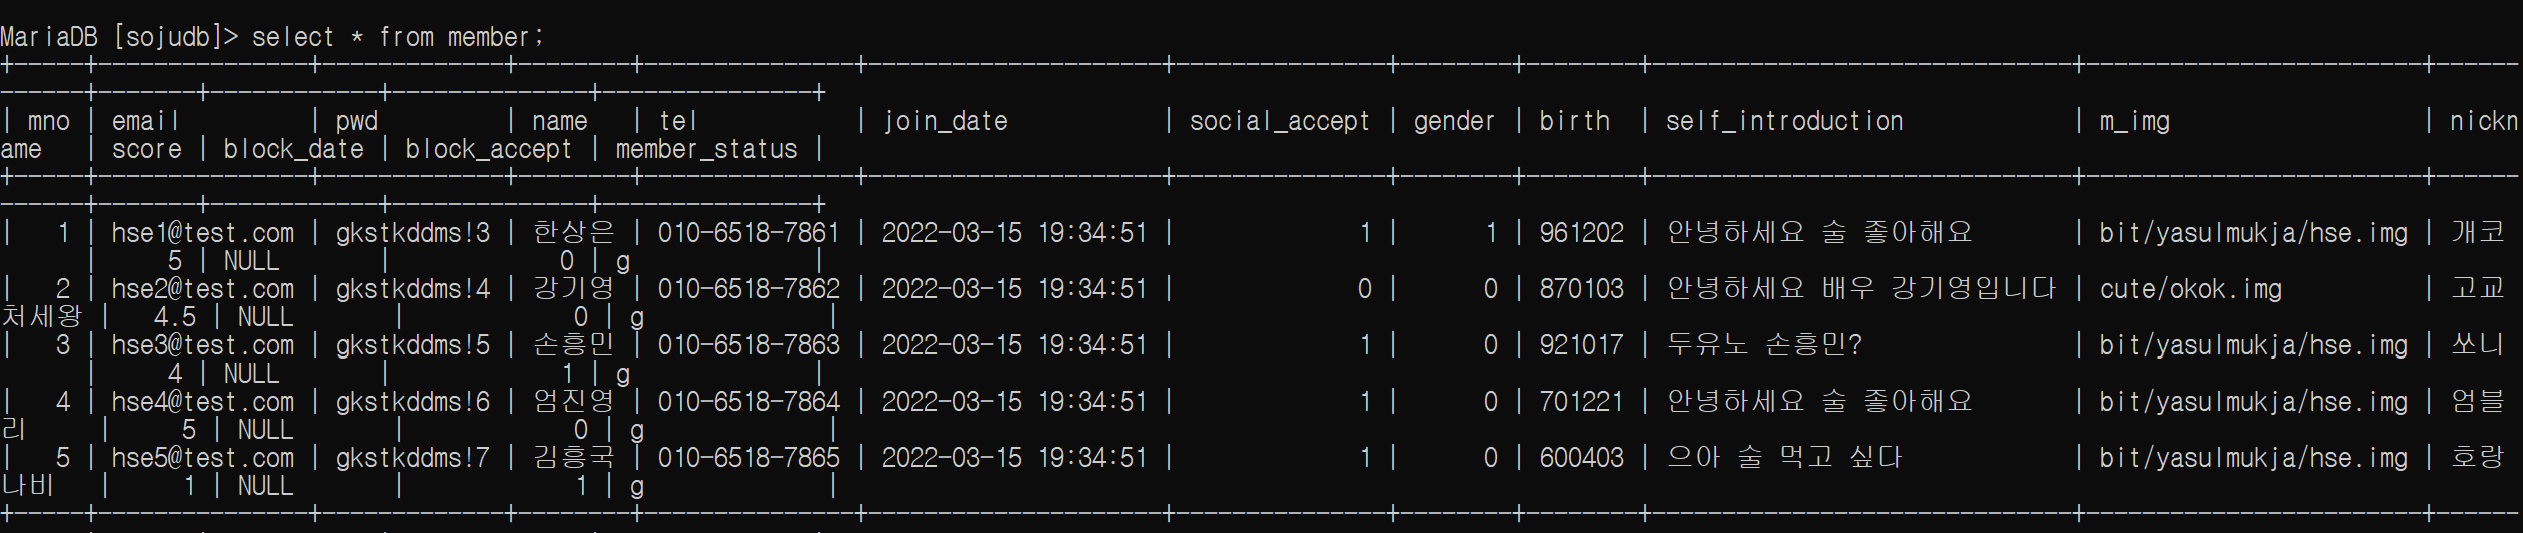 MariaDB [sojudb]> select * from member;
+-----+---------------+-------------+--------+---------------+---------------------+---------------+--------+--------+------------------------------+-----------------------+------
------+-------+------------+--------------+---------------+
| mno | email | pwd | name | tel | join_date | social_accept | gender | birth | self_introduction | m_img | nickn
ame | score | block_date | block_accept | member_status |
+-----+---------------+-------------+--------+---------------+---------------------+---------------+--------+--------+------------------------------+-----------------------+------
------+-------+------------+--------------+---------------+
| 1 | hse1@test.com | gkstkddms!3 | 한상은 | 010-6518-7861 | 2022-03-15 19:34:51 | 1 | 1 | 961202 | 안녕하세요 술 좋아해요 | bit/yasulmukja/hse.img | 개코
| 5 | NULL | 0 | g |
| 2 | hse2@test.com | gkstkddms!4 | 강기영 | 010-6518-7862 | 2022-03-15 19:34:51 | 0 | 0 | 870103 | 안녕하세요 배우 강기영입니다 | cute/okok.img | 고교
처세왕 | 4.5 | NULL | 0 | g |
| 3 | hse3@test.com | gkstkddms!5 | 손흥민 | 010-6518-7863 | 2022-03-15 19:34:51 | 1 | 0 | 921017 | 두유노 손흥민? | bit/yasulmukja/hse.img | 쏘니
| 4 | NULL | 1 | g |
| 4 | hse4@test.com | gkstkddms!6 | 엄진영 | 010-6518-7864 | 2022-03-15 19:34:51 | 1 | 0 | 701221 | 안녕하세요 술 좋아해요 | bit/yasulmukja/hse.img | 엄블
리 | 5 | NULL | 0 | g |
| 5 | hse5@test.com | gkstkddms!7 | 김흥국 | 010-6518-7865 | 2022-03-15 19:34:51 | 1 | 0 | 600403 | 으아 술 먹고 싶다 | bit/yasulmukja/hse.img | 호랑
나비 | 1 | NULL | 1 | g |
+-----+---------------+-------------+--------+---------------+---------------------+---------------+--------+--------+------------------------------+-----------------------+------